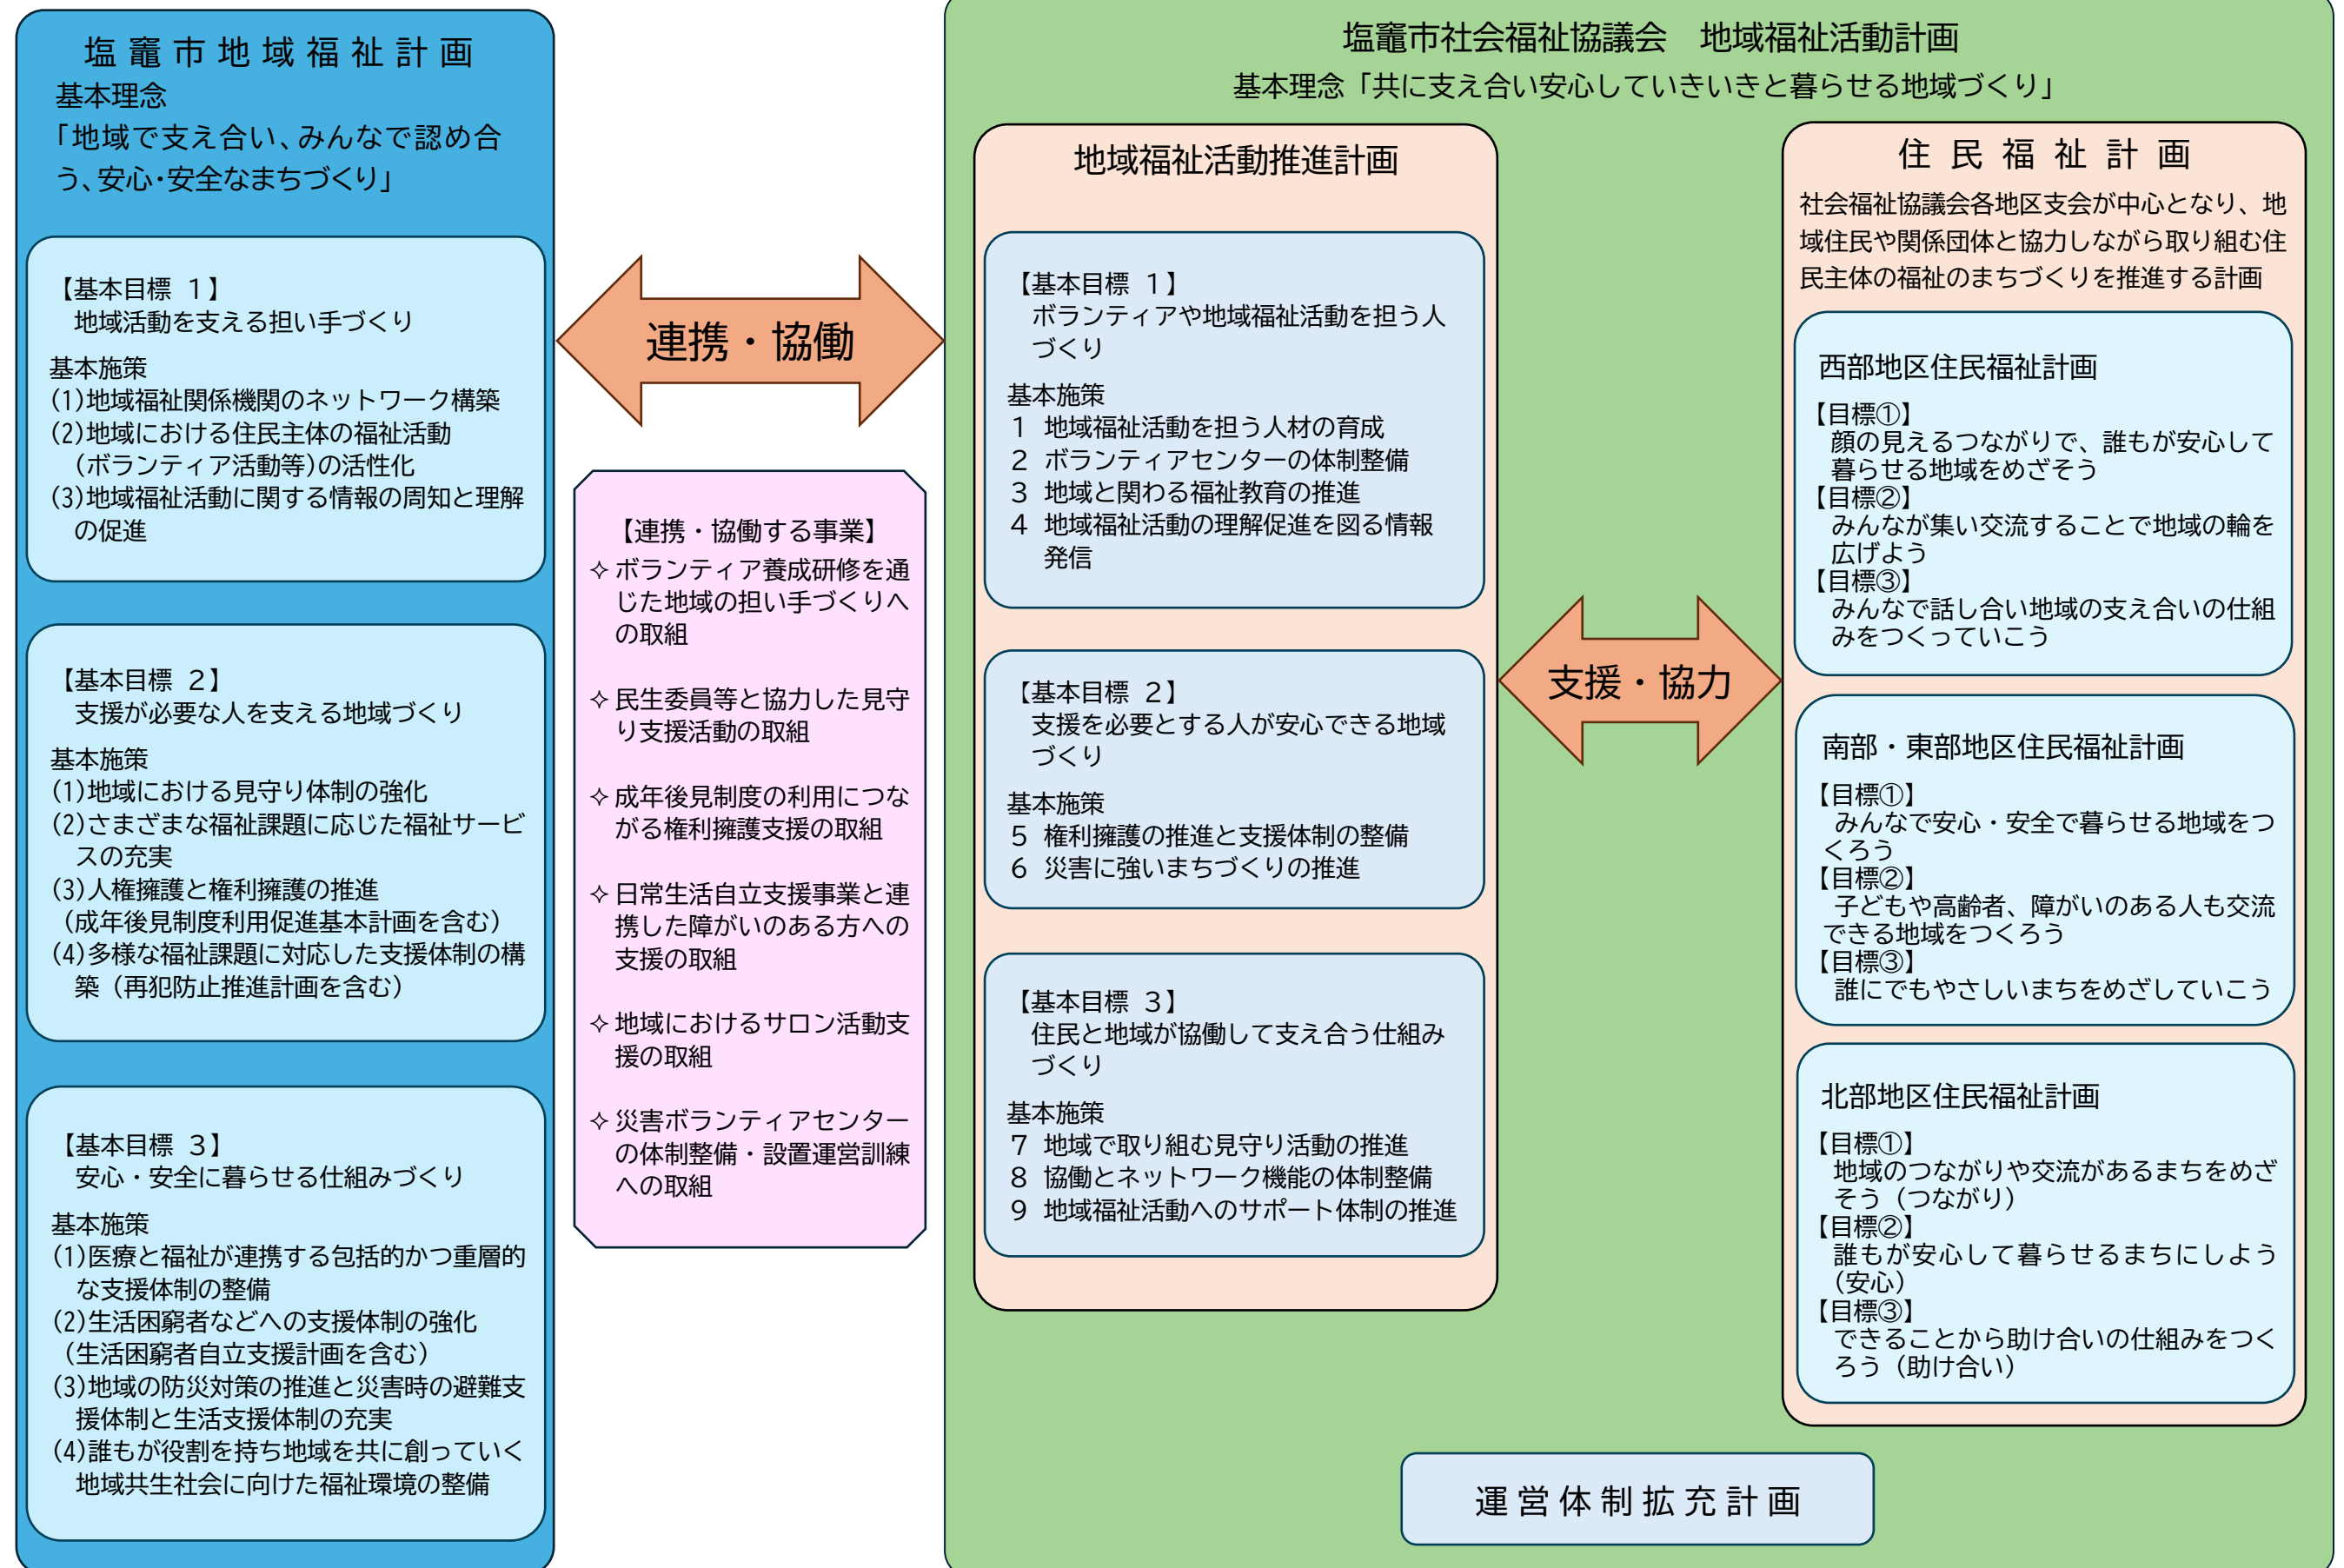 塩竈市地域福祉計画
基本理念
「地域で支え合い、みんなで認め合
う、安心・安全なまちづくり」
【基本目標 1】
地域活動を支える担い手づくり
基本施策
(1)地域福祉関係機関のネットワーク構築
(2)地域における住民主体の福祉活動
(ボランティア活動等)の活性化
(3)地域福祉活動に関する情報の周知と理解
の促進
【基本目標 2】
支援が必要な人を支える地域づくり
基本施策
(1)地域における見守り体制の強化
(2)さまざまな福祉課題に応じた福祉サービ
スの充実
(3)人権擁護と権利擁護の推進
(成年後見制度利用促進基本計画を含む)
(4)多様な福祉課題に対応した支援体制の構
築(再犯防止推進計画を含む)
【基本目標 3】
安心・安全に暮らせる仕組みづくり
基本施策
(1)医療と福祉が連携する包括的かつ重層的
な支援体制の整備
(2)生活困窮者などへの支援体制の強化
(生活困窮者自立支援計画を含む)
(3)地域の防災対策の推進と災害時の避難支
援体制と生活支援体制の充実
(4)誰もが役割を持ち地域を共に創っていく
地域共生社会に向けた福祉環境の整備
連携・協働
【連携・協働する事業】
✧ボランティア養成研修を通
じた地域の担い手づくりへ
の取組
✧民生委員等と協力した見守
り支援活動の取組
✧成年後見制度の利用につな
がる権利擁護支援の取組
✧日常生活自立支援事業と連
携した障がいのある方への
支援の取組
✧地域におけるサロン活動支
援の取組
✧災害ボランティアセンター
の体制整備・設置運営訓練
への取組
塩竈市社会福祉協議会 地域福祉活動計画
基本理念「共に支え合い安心していきいきと暮らせる地域づくり」
地域福祉活動推進計画
【基本目標 1】
ボランティアや地域福祉活動を担う人
づくり
基本施策
1 地域福祉活動を担う人材の育成
2 ボランティアセンターの体制整備
3 地域と関わる福祉教育の推進
4 地域福祉活動の理解促進を図る情報
発信
【基本目標 2】
支援を必要とする人が安心できる地域
づくり
基本施策
5 権利擁護の推進と支援体制の整備
6 災害に強いまちづくりの推進
【基本目標 3】
住民と地域が協働して支え合う仕組み
づくり
基本施策
7 地域で取り組む見守り活動の推進
8 協働とネットワーク機能の体制整備
9 地域福祉活動へのサポート体制の推進
支援・協力
住民福祉計画
社会福祉協議会各地区支会が中心となり、地
域住民や関係団体と協力しながら取り組む住
民主体の福祉のまちづくりを推進する計画
西部地区住民福祉計画
【目標①】
顔の見えるつながりで、誰もが安心して
暮らせる地域をめざそう
【目標②】
みんなが集い交流することで地域の輪を
広げよう
【目標③】
みんなで話し合い地域の支え合いの仕組
みをつくっていこう
南部・東部地区住民福祉計画
【目標①】
みんなで安心・安全で暮らせる地域をつ
くろう
【目標②】
子どもや高齢者、障がいのある人も交流
できる地域をつくろう
【目標③】
誰にでもやさしいまちをめざしていこう
北部地区住民福祉計画
【目標①】
地域のつながりや交流があるまちをめざ
そう(つながり)
【目標②】
誰もが安心して暮らせるまちにしよう
(安心)
【目標③】
できることから助け合いの仕組みをつく
ろう(助け合い)
運営体制拡充計画